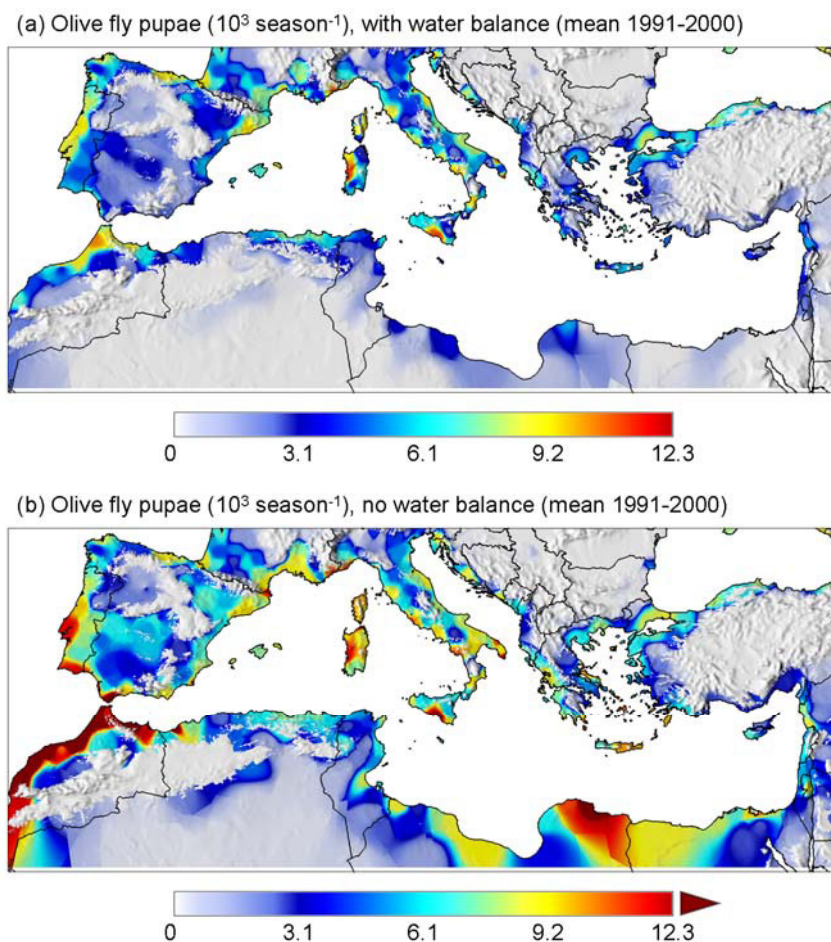 (a) Olive fly pupae (10³ season⁻¹), with water balance (mean 1991-2000)
0 3.1 6.1 9.2 12.3
(b) Olive fly pupae (10³ season⁻¹), no water balance (mean 1991-2000)
0 3.1 6.1 9.2 12.3